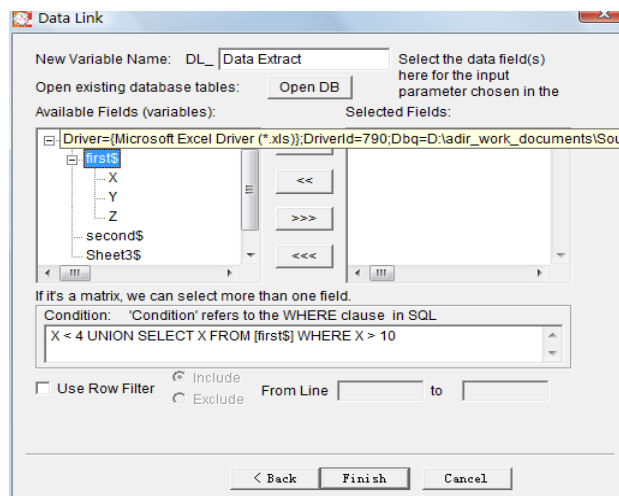 Data Link
New Variable Name: DL_ Data Extract
Select the data field(s)
here for the input
parameter chosen in the
Open existing database tables: Open DB
Available Fields (variables): Selected Fields:
Driver={Microsoft Excel Driver (*.xls)};DriverId=790;Dbq=D:\adir_work_documents\Sou
first$
X
Y
Z
second$
Sheet3$
<<
>>>
<<<
If it's a matrix, we can select more than one field.
Condition: 'Condition' refers to the WHERE clause in SQL
X < 4 UNION SELECT X FROM [first$] WHERE X > 10
Use Row Filter
Include
Exclude
From Line to
< Back Finish Cancel